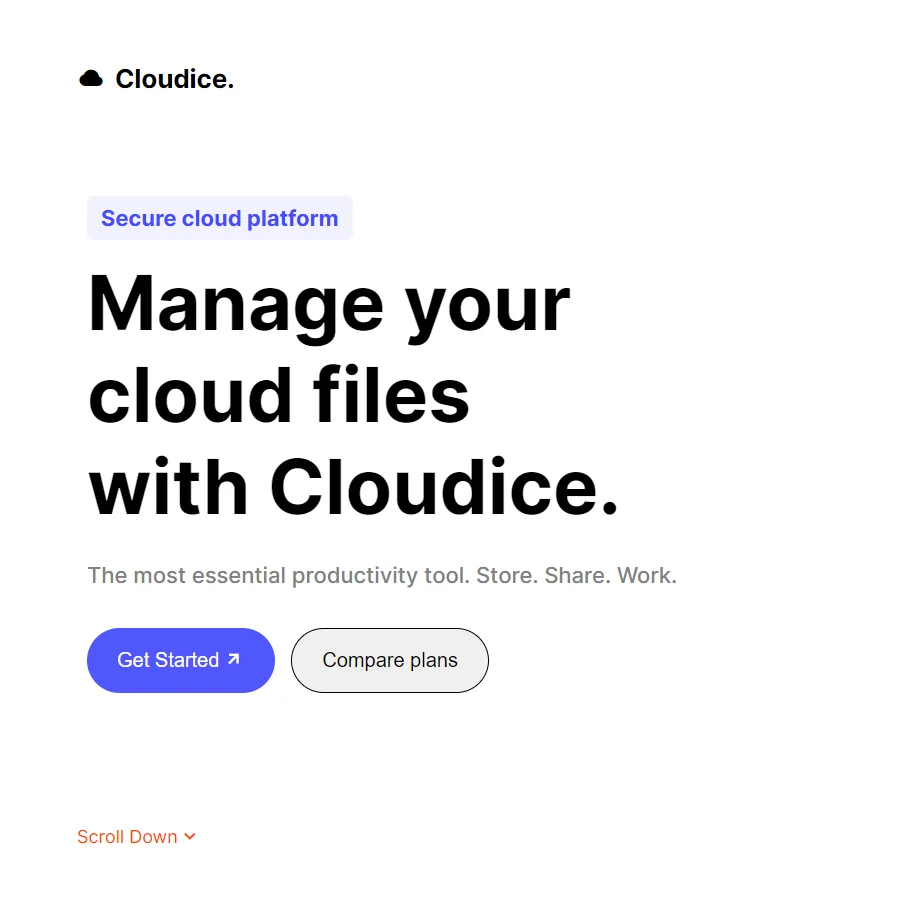 Cloudice.
Secure cloud platform
Manage your
cloud files
with Cloudice.
The most essential productivity tool. Store. Share. Work.
Get Started
Compare plans
Scroll Down